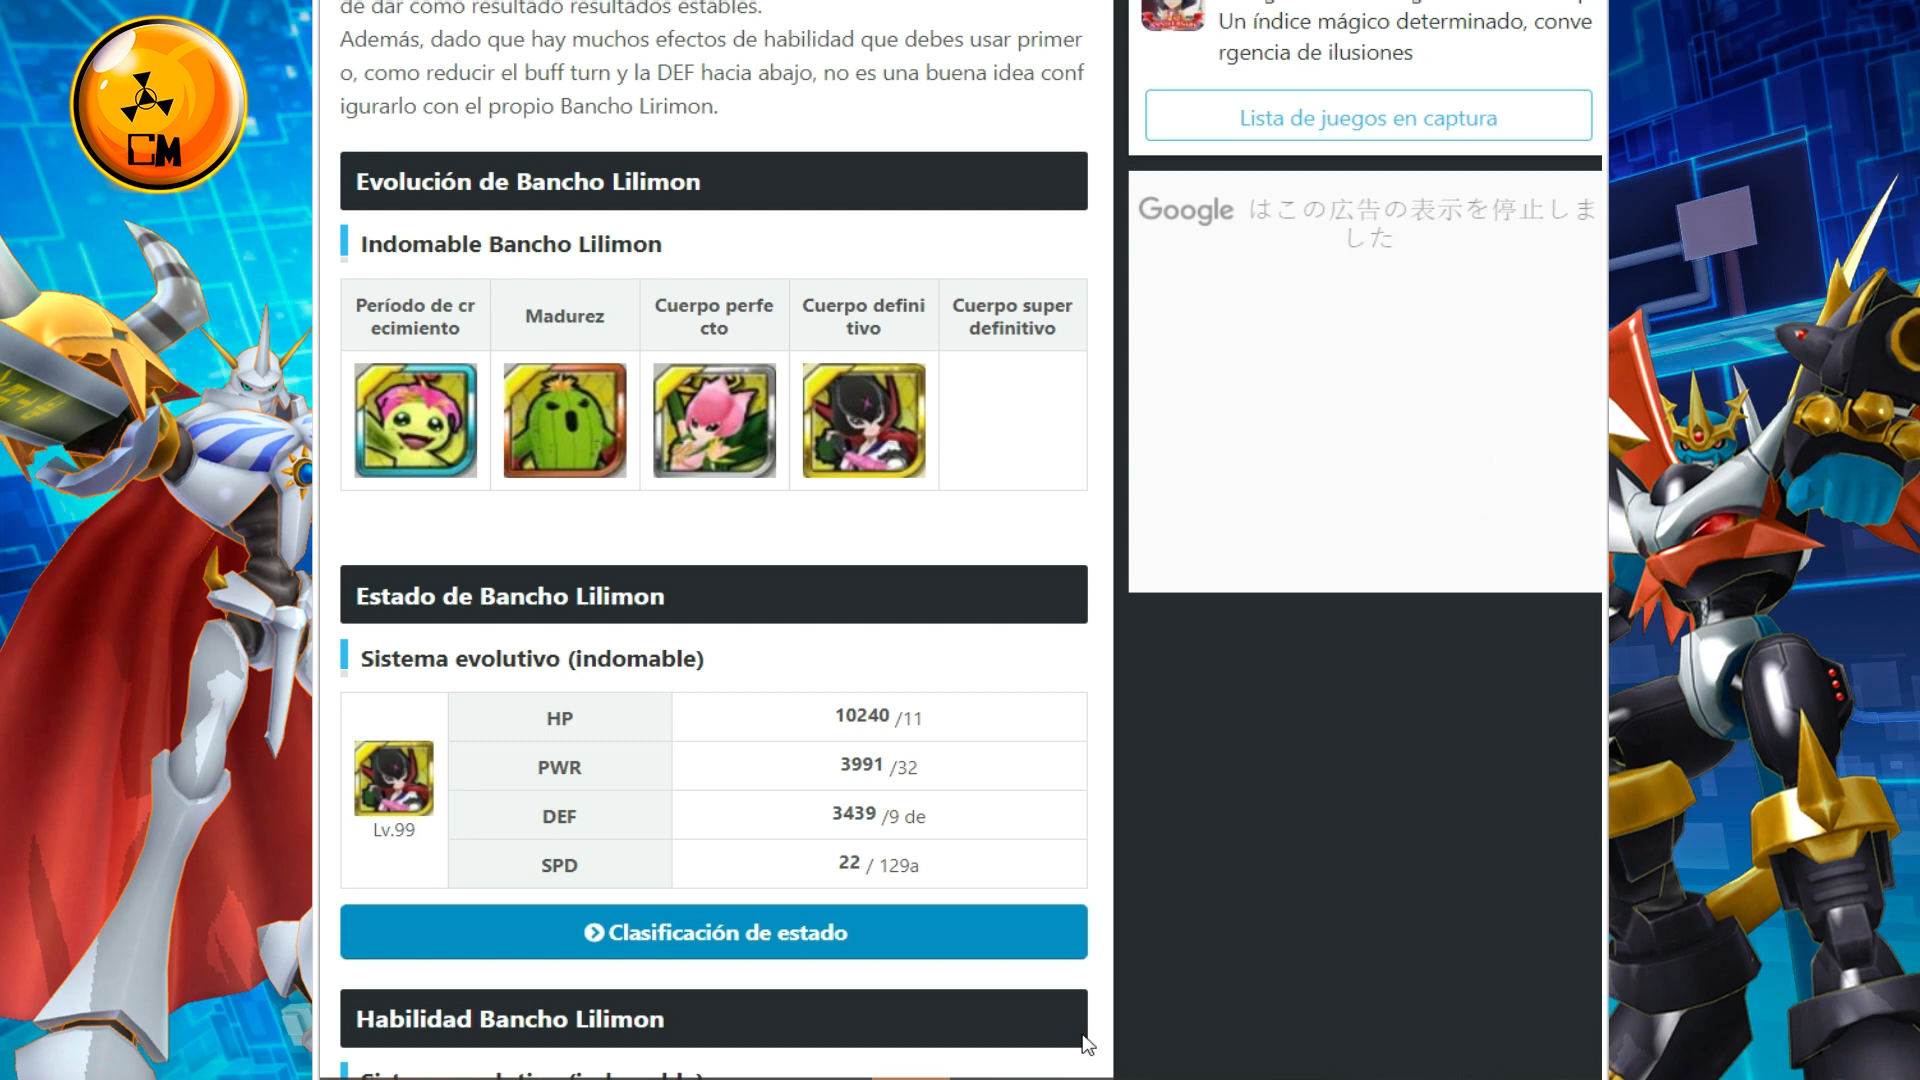 de dar como resultado resultados estables.
Además, dado que hay muchos efectos de habilidad que debes usar primer
o, como reducir el buff turn y la DEF hacia abajo, no es una buena idea conf
igurarlo con el propio Bancho Lirimon.
Evolución de Bancho Lilimon
Indomable Bancho Lilimon
Período de cr
ecimiento
Madurez
Cuerpo perfe
cto
Cuerpo defini
tivo
Cuerpo super
definitivo
Estado de Bancho Lilimon
Sistema evolutivo (indomable)
Lv.99
HP
10240 /11
PWR
3991 /32
DEF
3439 /9 de
SPD
22 / 129a
Clasificación de estado
Habilidad Bancho Lilimon
Un índice mágico determinado, conve
rgencia de ilusiones
Lista de juegos en captura
Google はこの広告の表示を停止しま
した
CM